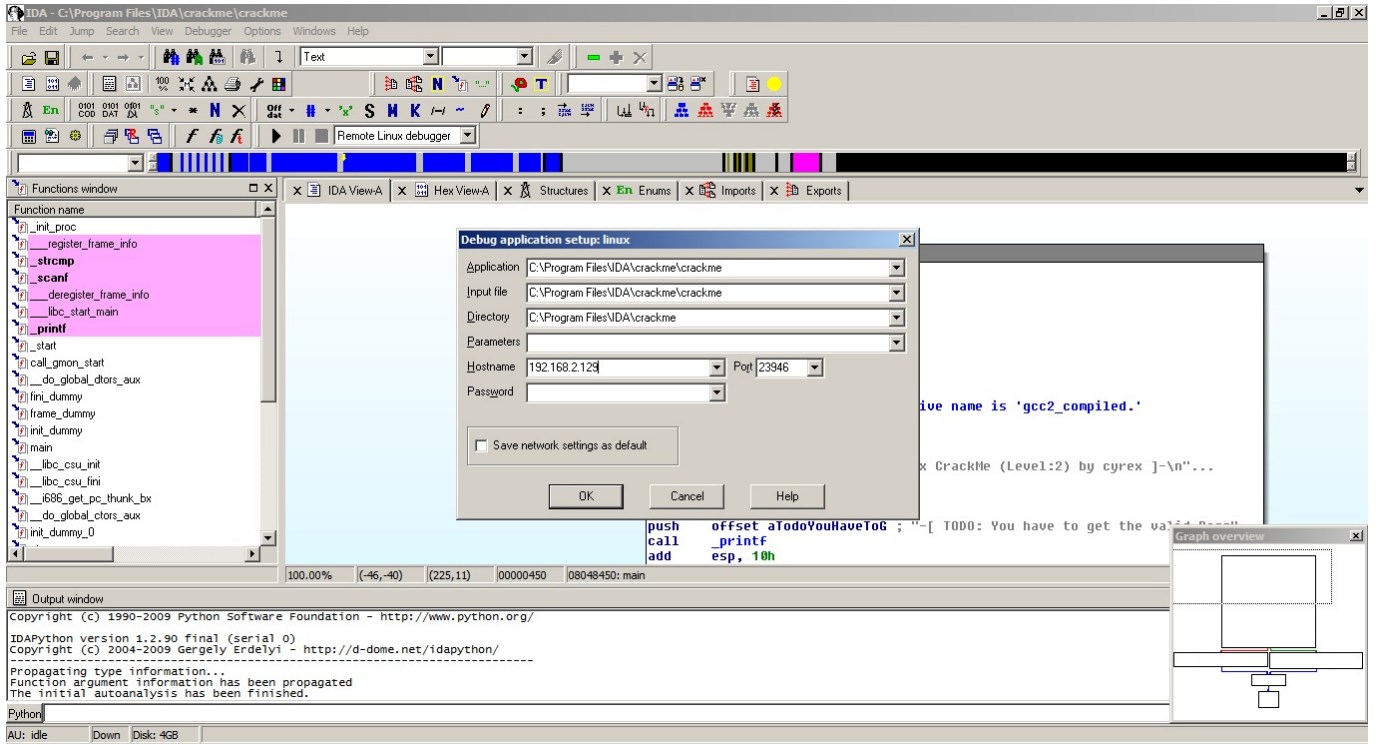 IDA - C:\Program Files\IDA\crackme\crackme
File Edit Jump Search View Debugger Options Windows Help
Text
En
Remote Linux debugger
Functions window
IDA View-A
Hex View-A
Structures
En Enums
Imports
Exports
Function name
_init_proc
___register_frame_info
_strcmp
_scanf
___deregister_frame_info
___libc_start_main
_printf
_start
call_gmon_start
__do_global_dtors_aux
fini_dummy
frame_dummy
init_dummy
main
__libc_csu_init
__libc_csu_fini
__i686_get_pc_thunk_bx
__do_global_ctors_aux
init_dummy_0
Debug application setup: linux
Application C:\Program Files\IDA\crackme\crackme
Input file C:\Program Files\IDA\crackme\crackme
Directory C:\Program Files\IDA\crackme
Parameters
Hostname 192.168.2.129 Port 23946
Password
Save network settings as default
OK Cancel Help
ive name is 'gcc2_compiled.'
x CrackMe (Level:2) by cyrex ]-\n"...
push offset aTodoYouHaveToG ; "-[ TODO: You have to get the valid
call _printf
add esp, 10h
Graph overview
100.00% (-46,-40) (225,11) 00000450 08048450: main
Output window
Copyright (c) 1990-2009 Python Software Foundation - http://www.python.org/
IDAPython version 1.2.90 final (serial 0)
Copyright (c) 2004-2009 Gergely Erdelyi - http://d-dome.net/idapython/
Propagating type information...
Function argument information has been propagated
The initial autoanalysis has been finished.
Python
AU: idle Down Disk: 4GB